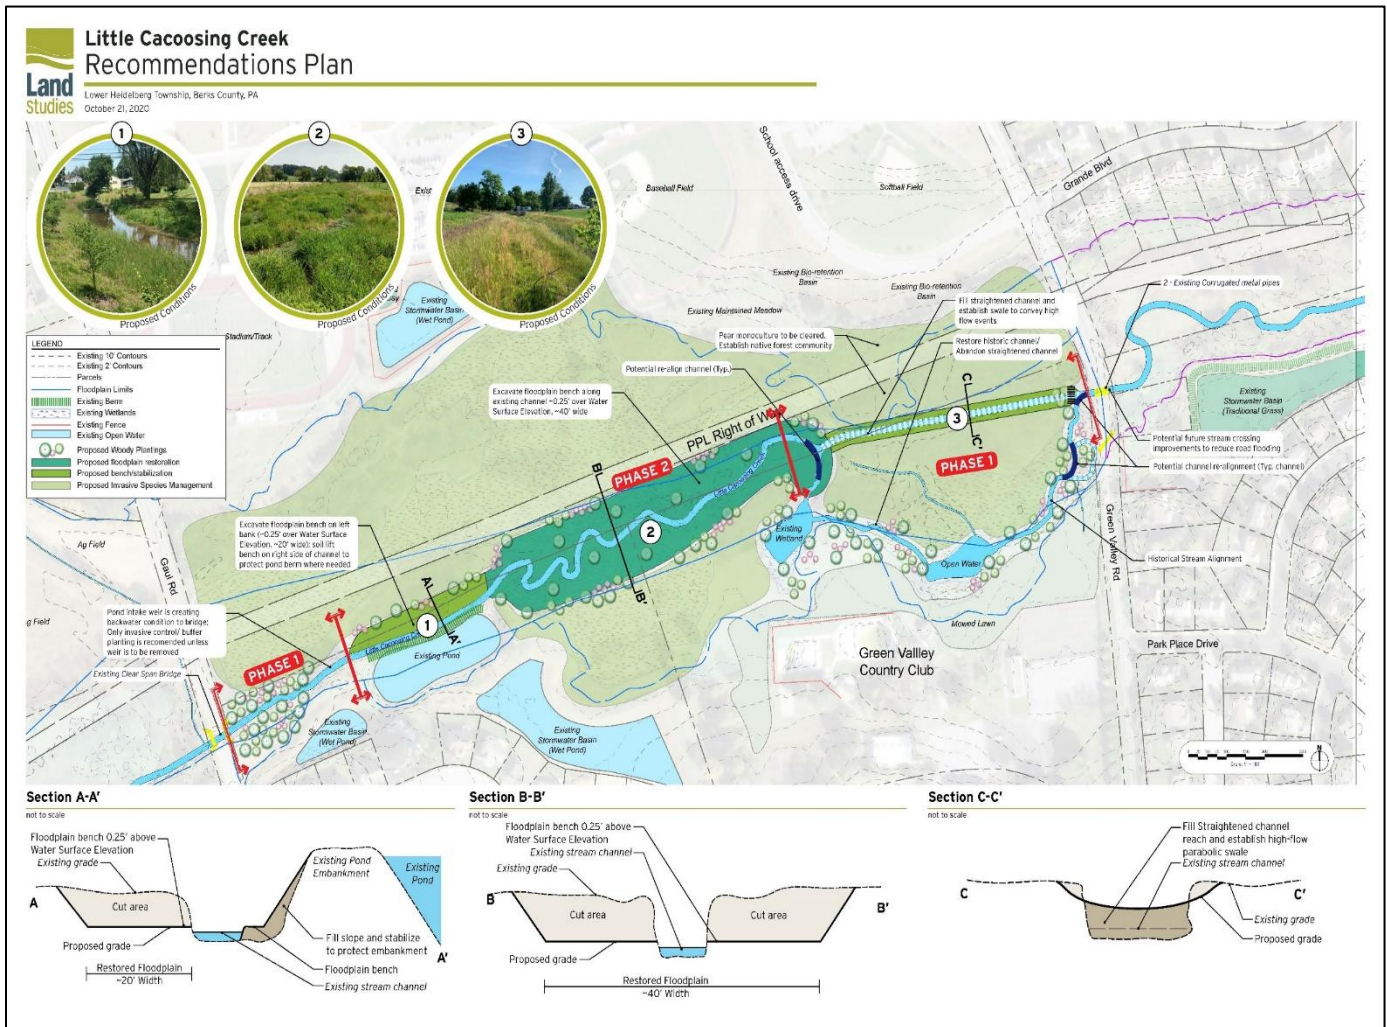 Land
Studies
Little Cacoosing Creek
Recommendations Plan
Lower Heidelberg Township, Berks County, PA
October 21, 2020
1
2
3
Proposed Conditions
Proposed Conditions
Proposed Conditions
LEGEND
Existing 10' Contours
Existing 2' Contours
Parcels
Floodplain Limits
Existing Berm
Existing Wetlands
Existing Fence
Existing Open Water
Proposed Woody Plantings
Proposed floodplain restoration
Proposed bench/stabilization
Proposed Invasive Species Management
Stadium/Track
Existing
Stormwater Basin
(Wet Pond)
Baseball Field
Softball Field
School access drive
Grande Blvd
Existing Bio-retention
Basin
Existing Bio-retention
Basin
Existing Maintained Meadow
2 - Existing Corrugated metal pipes
Fill straightened channel and
establish swale to convey high
flow events
Pear monoculture to be cleared.
Establish native forest community
Restore historic channel/
Abandon straightened channel
Potential re-align channel (Typ.)
Excavate floodplain bench along
existing channel ~0.25' over Water
Surface Elevation, ~40' wide
PPL Right of Way
PHASE 2
PHASE 1
C
C'
3
Existing
Stormwater Basin
(Traditional Grass)
Potential future stream crossing
improvements to reduce road flooding
Potential channel re-alignment (Typ. channel)
B
B'
2
Little Cacoosing Creek
Existing
Wetland
Open Water
Historical Stream Alignment
Green Valley Rd
Excavate floodplain bench on left
bank (~0.25' over Water Surface
Elevation, ~20' wide); soil lift
bench on right side of channel to
protect pond berm where needed
Ag Field
Gaul Rd
g Field
Pond intake weir is creating
backwater condition to bridge;
Only invasive control/ buffer
planting is recomended unless
weir is to be removed
Existing Clear Span Bridge
PHASE 1
A
A'
1
Existing Pond
Existing
Stormwater Basin
(Wet Pond)
Existing
Stormwater Basin
(Wet Pond)
Mowed Lawn
Green Vallley
Country Club
Park Place Drive
N
Section A-A'
not to scale
Floodplain bench 0.25' above
Water Surface Elevation
Existing grade
Existing Pond
Embankment
Existing
Pond
A
Cut area
Proposed grade
Fill slope and stabilize
to protect embankment
A'
Floodplain bench
Existing stream channel
Restored Floodplain
~20' Width
Section B-B'
not to scale
Floodplain bench 0.25' above
Water Surface Elevation
Existing stream channel
Existing grade
B
Cut area
Cut area
B'
Proposed grade
Restored Floodplain
~40' Width
Section C-C'
not to scale
Fill Straightened channel
reach and establish high-flow
parabolic swale
Existing stream channel
C
C'
Existing grade
Proposed grade